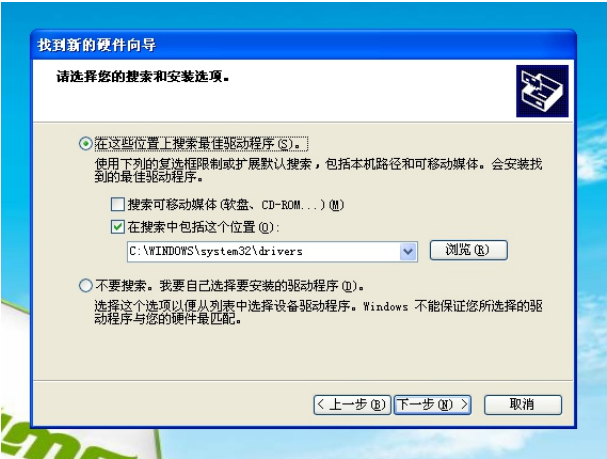 找到新的硬件向导
请选择您的搜索和安装选项。
在这些位置上搜索最佳驱动程序(S)。
使用下列的复选框限制或扩展默认搜索，包括本机路径和可移动媒体。会安装找
到的最佳驱动程序。
搜索可移动媒体(软盘、CD-ROM...)(M)
在搜索中包括这个位置(O):
C:\WINDOWS\system32\drivers
浏览(R)
不要搜索。我要自己选择要安装的驱动程序(D)。
选择这个选项以便从列表中选择设备驱动程序。Windows 不能保证您所选择的驱
动程序与您的硬件最匹配。
<上一步(B) 下一步(N)> 取消